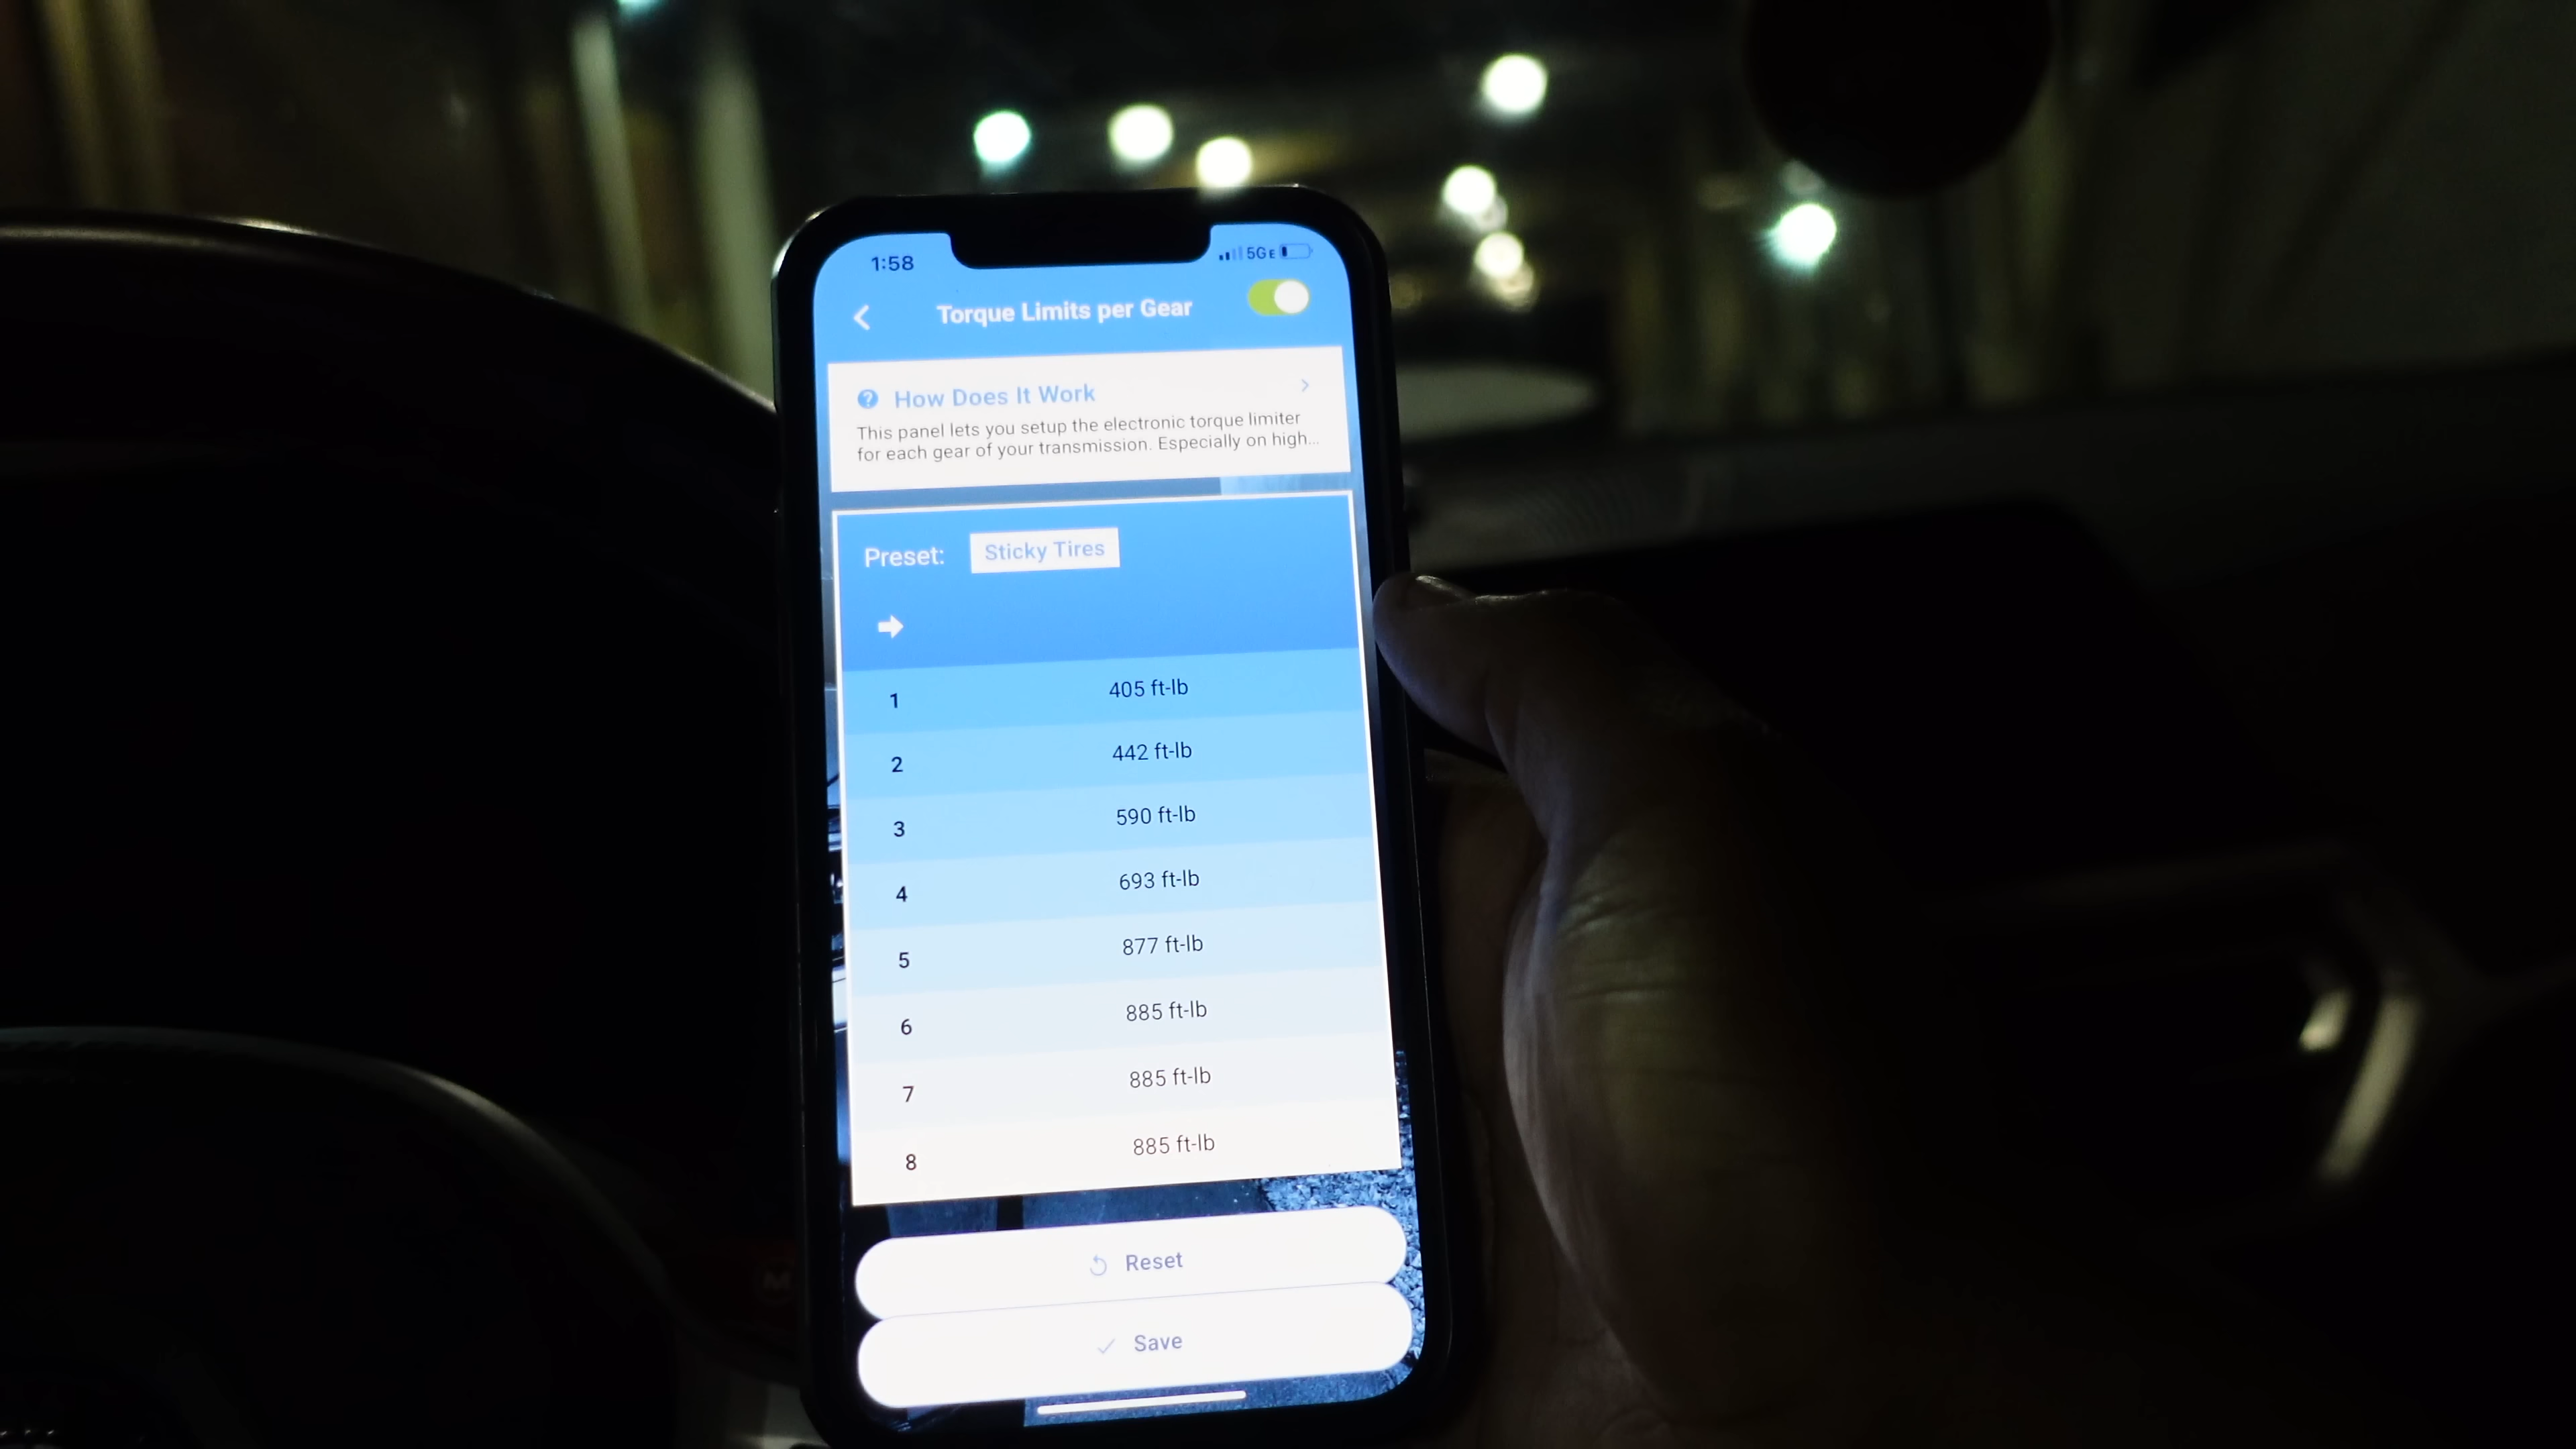 1:58
5GE
Torque Limits per Gear
How Does It Work
This panel lets you setup the electronic torque limiter
for each gear of your transmission. Especially on high...
Preset: Sticky Tires
1 405 ft-lb
2 442 ft-lb
3 590 ft-lb
4 693 ft-lb
5 877 ft-lb
6 885 ft-lb
7 885 ft-lb
8 885 ft-lb
Reset
Save
M